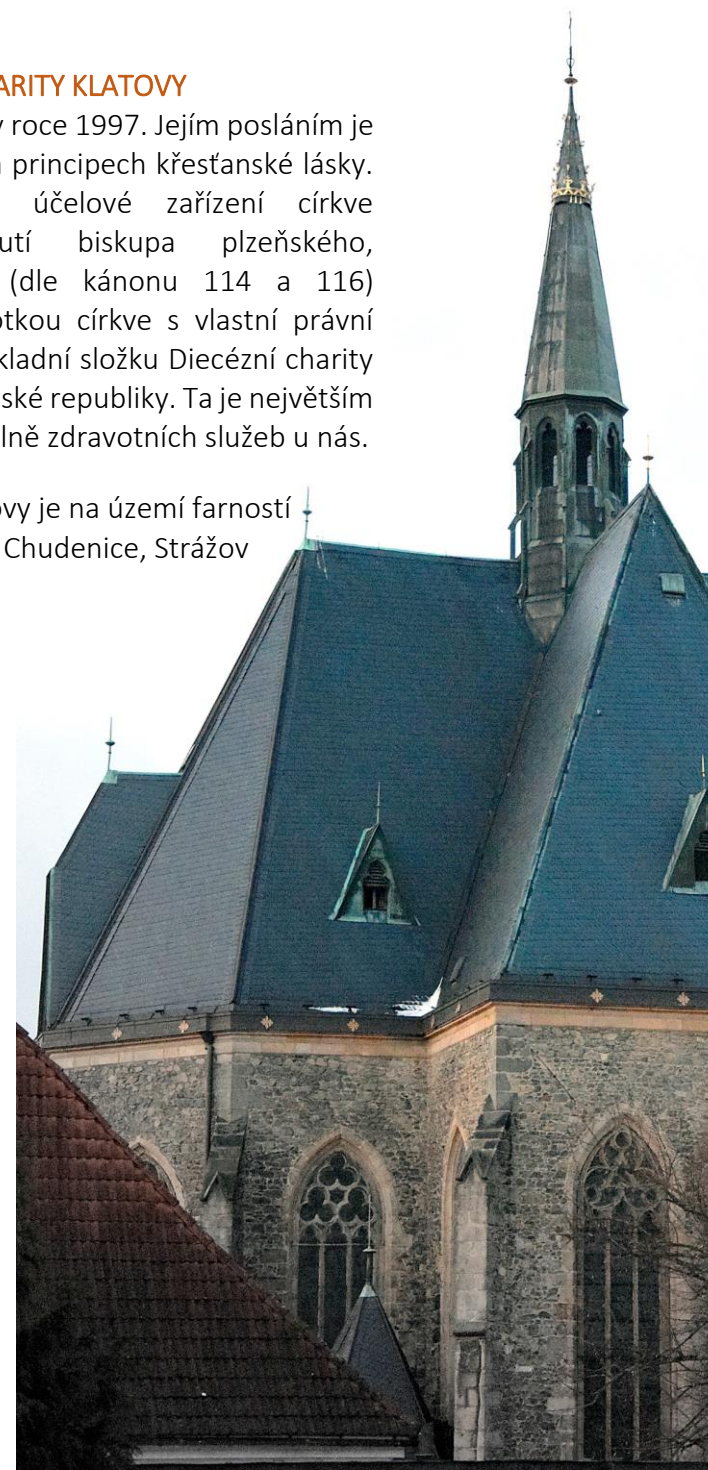 ARITY KLATOVY
v roce 1997. Jejím posláním je
principech křesťanské lásky.
účelové zařízení církve
utí biskupa plzeňského,
(dle kánonu 114 a 116)
otkou církve s vlastní právní
kladní složku Diecézní charity
ské republiky. Ta je největším
lně zdravotních služeb u nás.
ovy je na území farností
Chudenice, Strážov